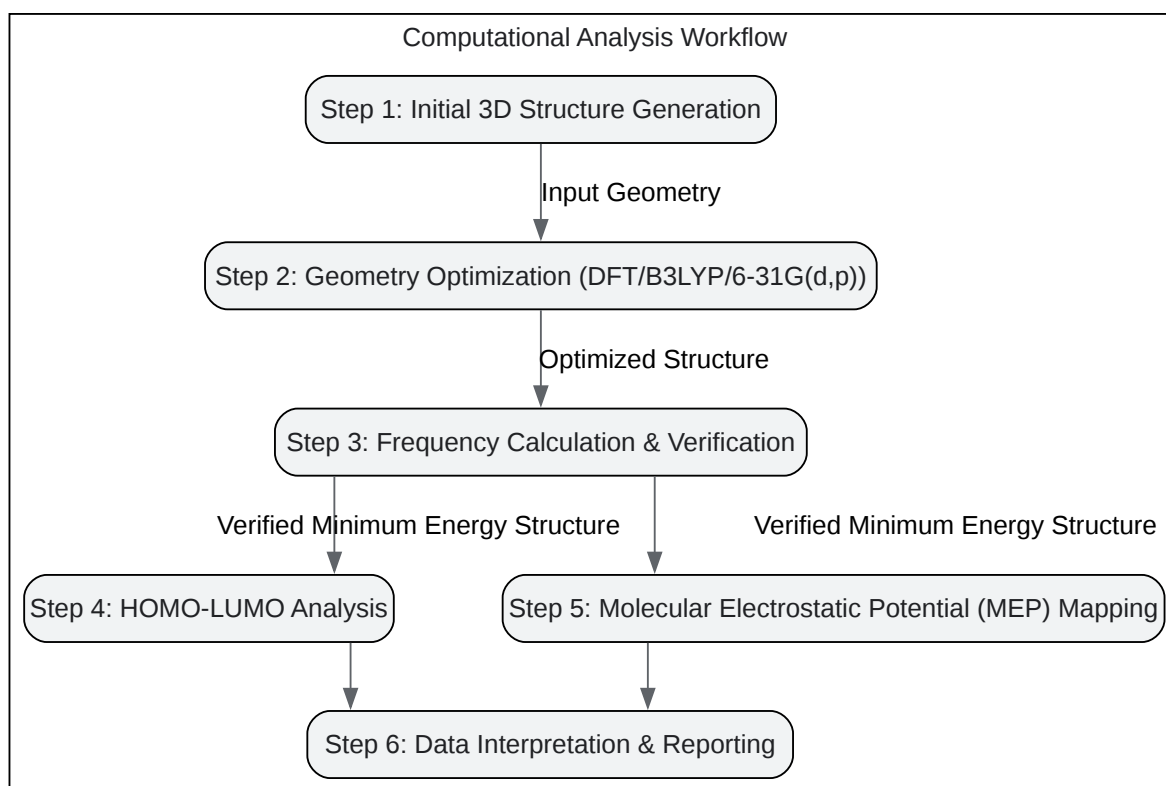 Computational Analysis Workflow
Step 1: Initial 3D Structure Generation
Input Geometry
Step 2: Geometry Optimization (DFT/B3LYP/6-31G(d,p))
Optimized Structure
Step 3: Frequency Calculation & Verification
Verified Minimum Energy Structure
Verified Minimum Energy Structure
Step 4: HOMO-LUMO Analysis
Step 5: Molecular Electrostatic Potential (MEP) Mapping
Step 6: Data Interpretation & Reporting